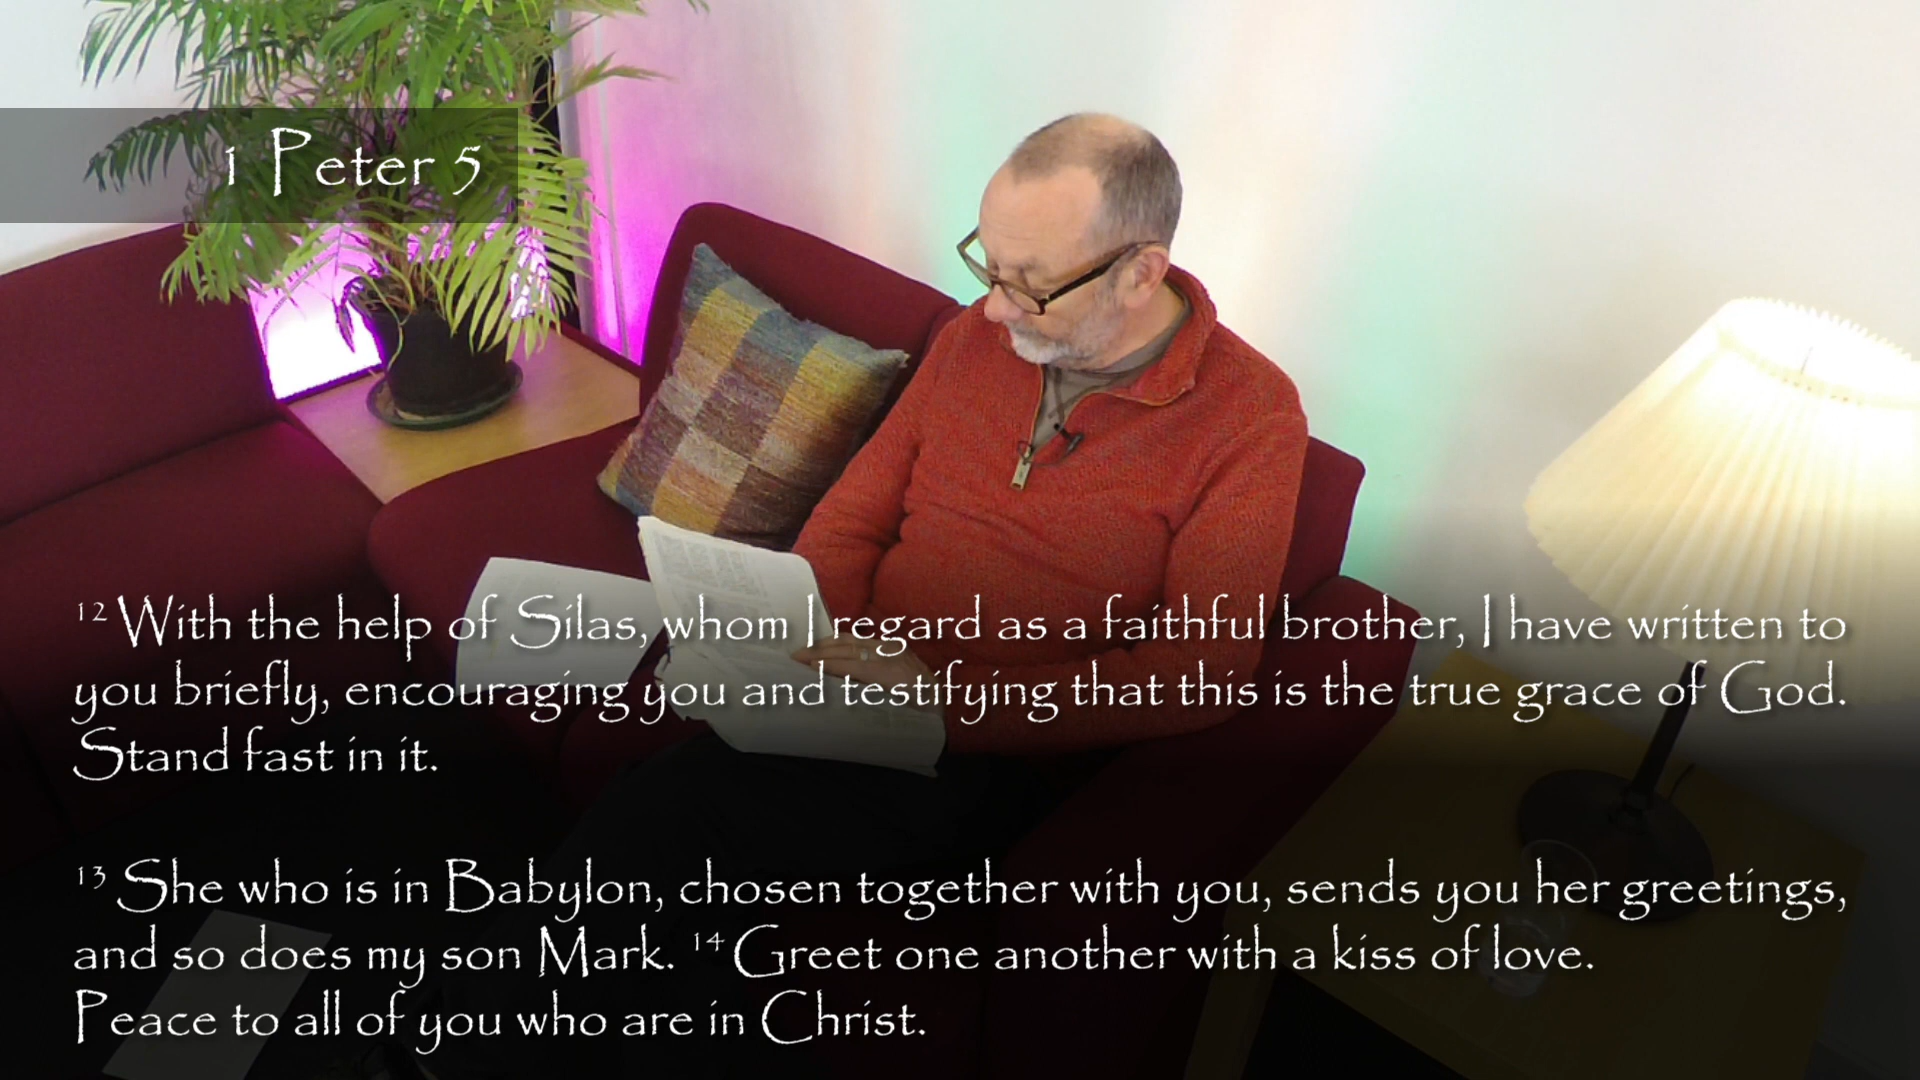 1 Peter 5
12 With the help of Silas, whom I regard as a faithful brother, I have written to
you briefly, encouraging you and testifying that this is the true grace of God.
Stand fast in it.
13 She who is in Babylon, chosen together with you, sends you her greetings,
and so does my son Mark. 14 Greet one another with a kiss of love.
Peace to all of you who are in Christ.